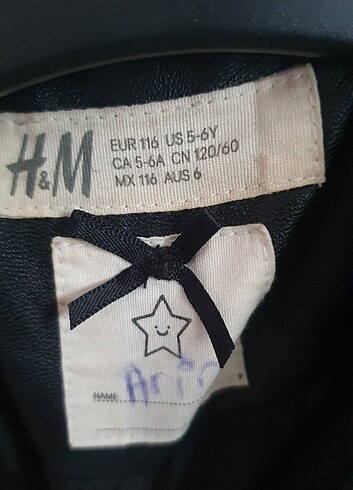 H&M
EUR 116 US 5-6Y
CA 5-6A CN 120/60
MX 116 AUS 6
NAME